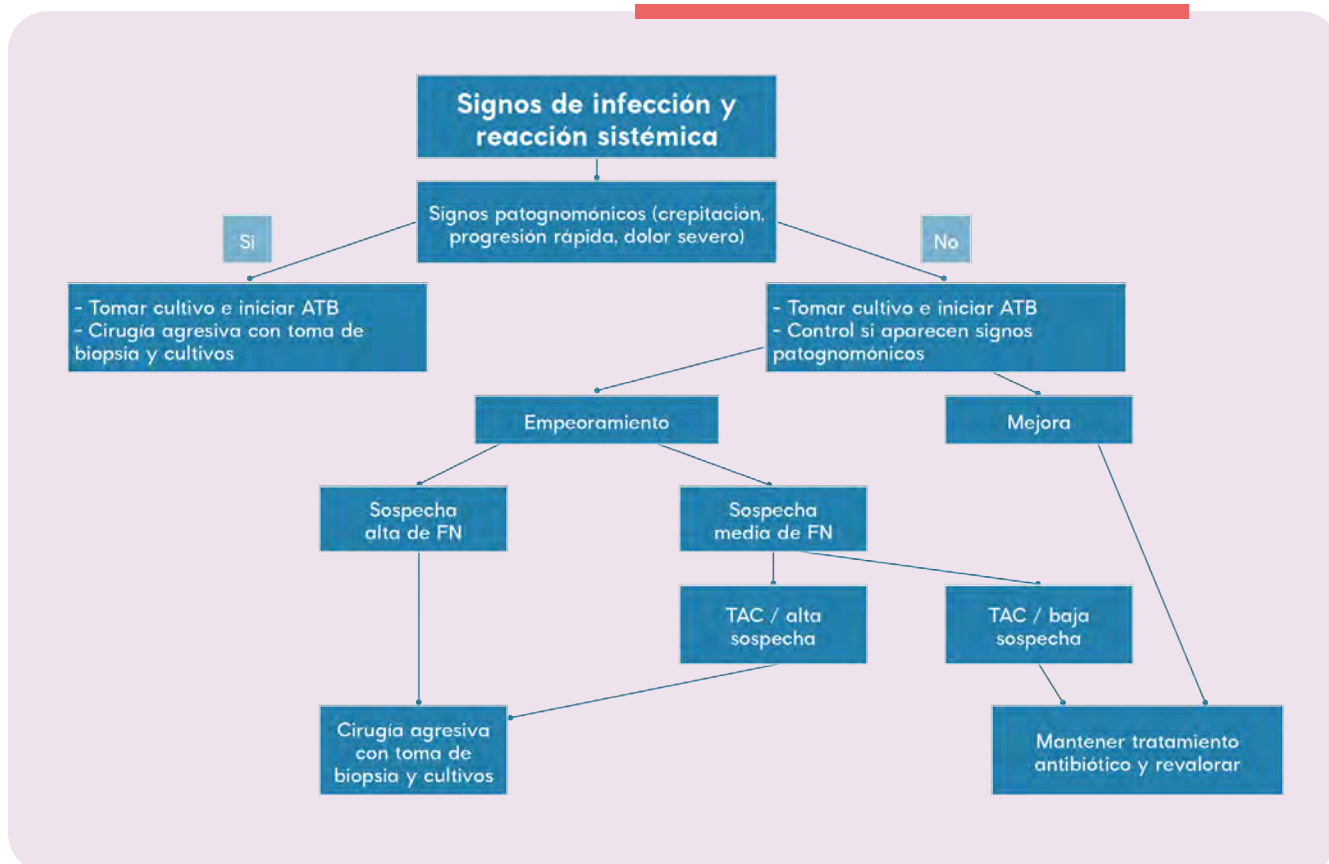 Signos de infección y
reacción sistémica
Signos patognomónicos (crepitación,
progresión rápida, dolor severo)
Si
No
- Tomar cultivo e iniciar ATB
- Cirugía agresiva con toma de
biopsia y cultivos
- Tomar cultivo e iniciar ATB
- Control si aparecen signos
patognomónicos
Empeoramiento
Mejora
Sospecha
alta de FN
Sospecha
media de FN
TAC / alta
sospecha
TAC / baja
sospecha
Cirugía agresiva
con toma de
biopsia y cultivos
Mantener tratamiento
antibiótico y revalorar